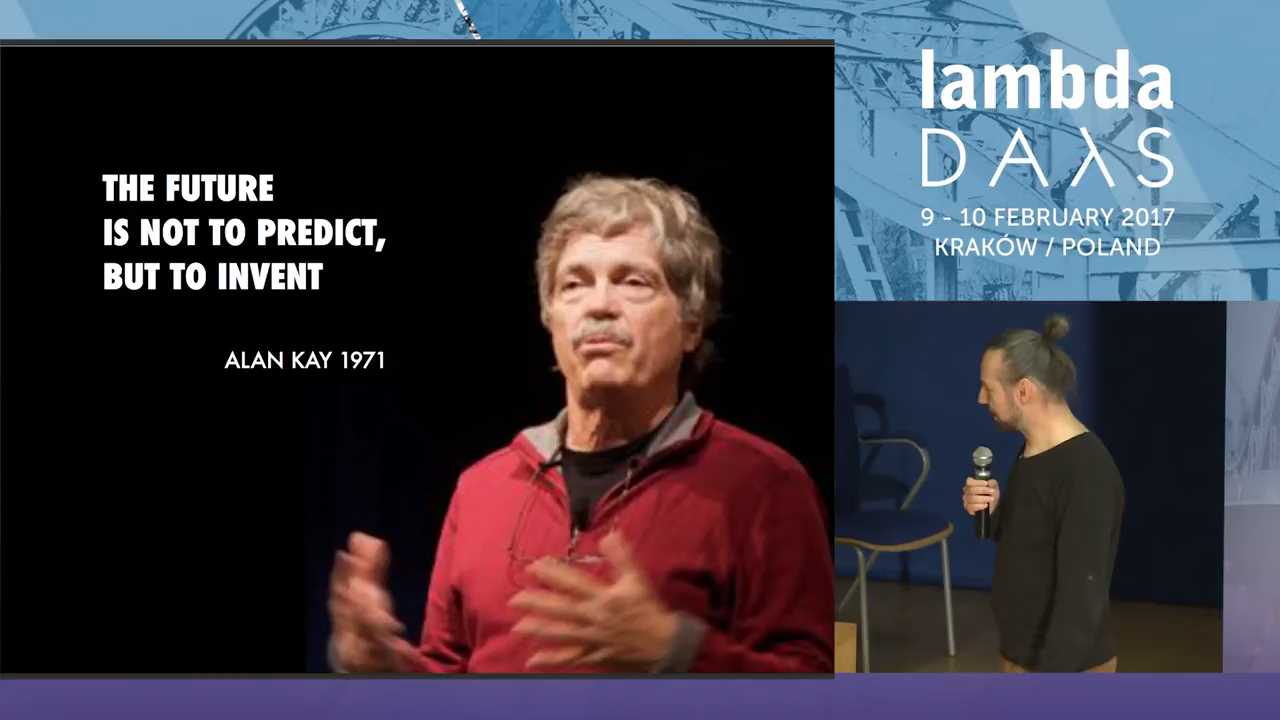 THE FUTURE
IS NOT TO PREDICT,
BUT TO INVENT
ALAN KAY 1971
lambda
DAλS
9 - 10 FEBRUARY 2017
KRAKÓW / POLAND